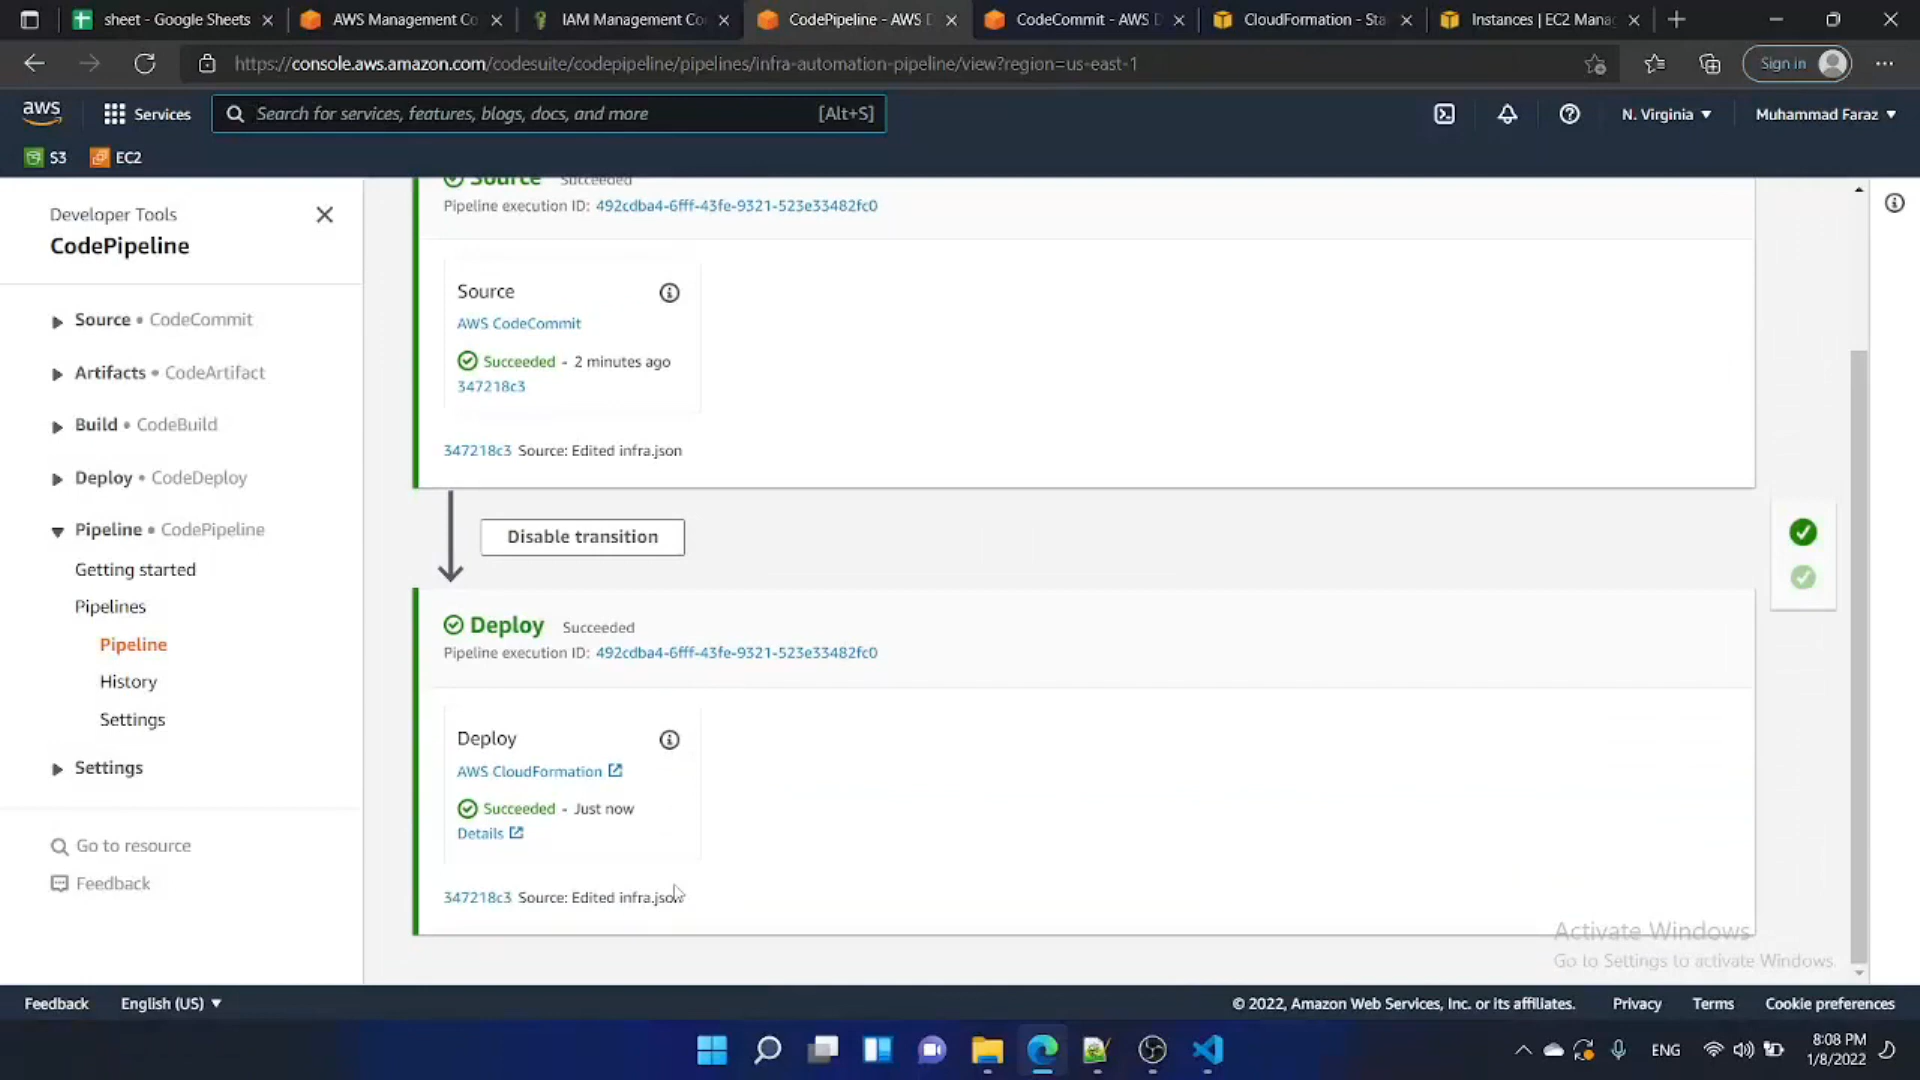 sheet - Google Sheets
AWS Management Co
IAM Management Co
CodePipeline - AWS D
CodeCommit - AWS D
CloudFormation - Sta
Instances | EC2 Mana
https://console.aws.amazon.com/codesuite/codepipeline/pipelines/infra-automation-pipeline/view?region=us-east-1
Sign in
aws
Services
Search for services, features, blogs, docs, and more
[Alt+S]
N. Virginia
Muhammad Faraz
S3
EC2
Developer Tools
CodePipeline
Source • CodeCommit
Artifacts • CodeArtifact
Build • CodeBuild
Deploy • CodeDeploy
Pipeline • CodePipeline
Getting started
Pipelines
Pipeline
History
Settings
Settings
Go to resource
Feedback
Source Succeeded
Pipeline execution ID: 492cdba4-6fff-43fe-9321-523e33482fc0
Source
AWS CodeCommit
Succeeded - 2 minutes ago
347218c3
347218c3 Source: Edited infra.json
Disable transition
Deploy Succeeded
Pipeline execution ID: 492cdba4-6fff-43fe-9321-523e33482fc0
Deploy
AWS CloudFormation
Succeeded - Just now
Details
347218c3 Source: Edited infra.json
Activate Windows
Go to Settings to activate Windows.
Feedback
English (US)
© 2022, Amazon Web Services, Inc. or its affiliates.
Privacy
Terms
Cookie preferences
ENG
8:08 PM
1/8/2022